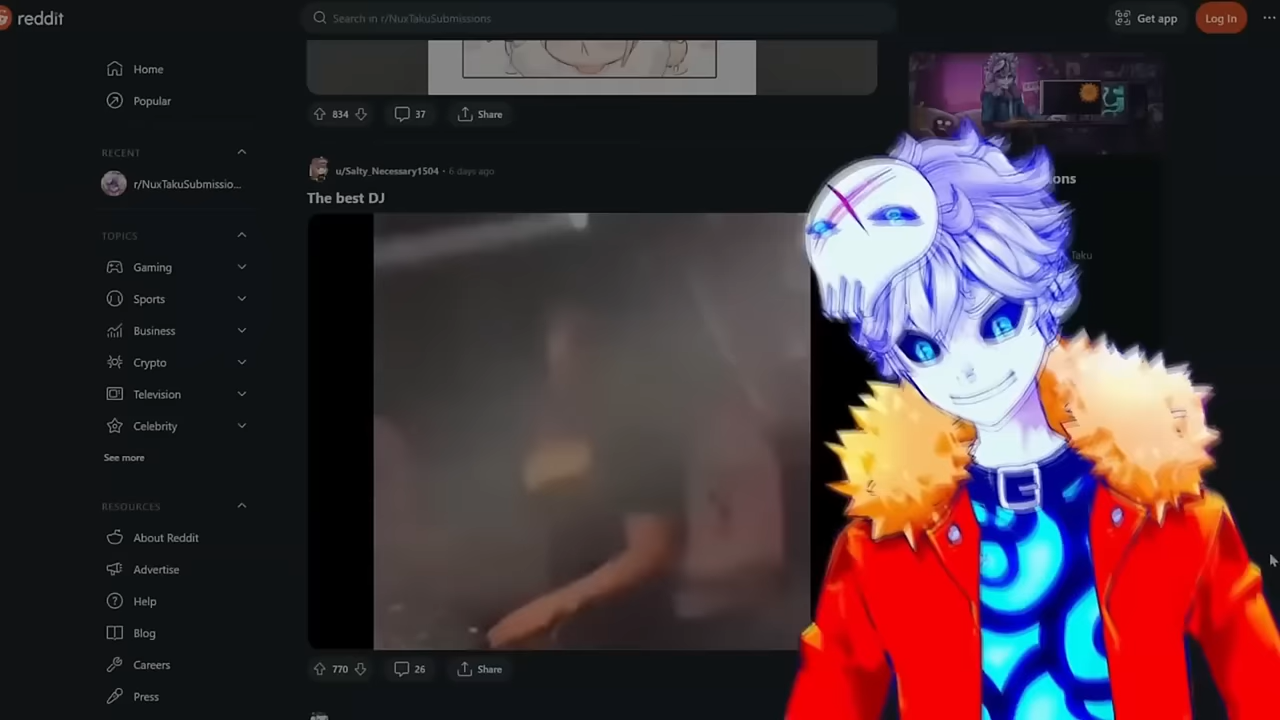 reddit
Search in r/NuxTakuSubmissions
Get app
Log In
Home
Popular
834
37
Share
RECENT
r/NuxTakuSubmissio...
u/Salty_Necessary1504 • 6 days ago
The best DJ
ons
Taku
TOPICS
Gaming
Sports
Business
Crypto
Television
Celebrity
See more
RESOURCES
About Reddit
Advertise
Help
Blog
Careers
Press
770
26
Share